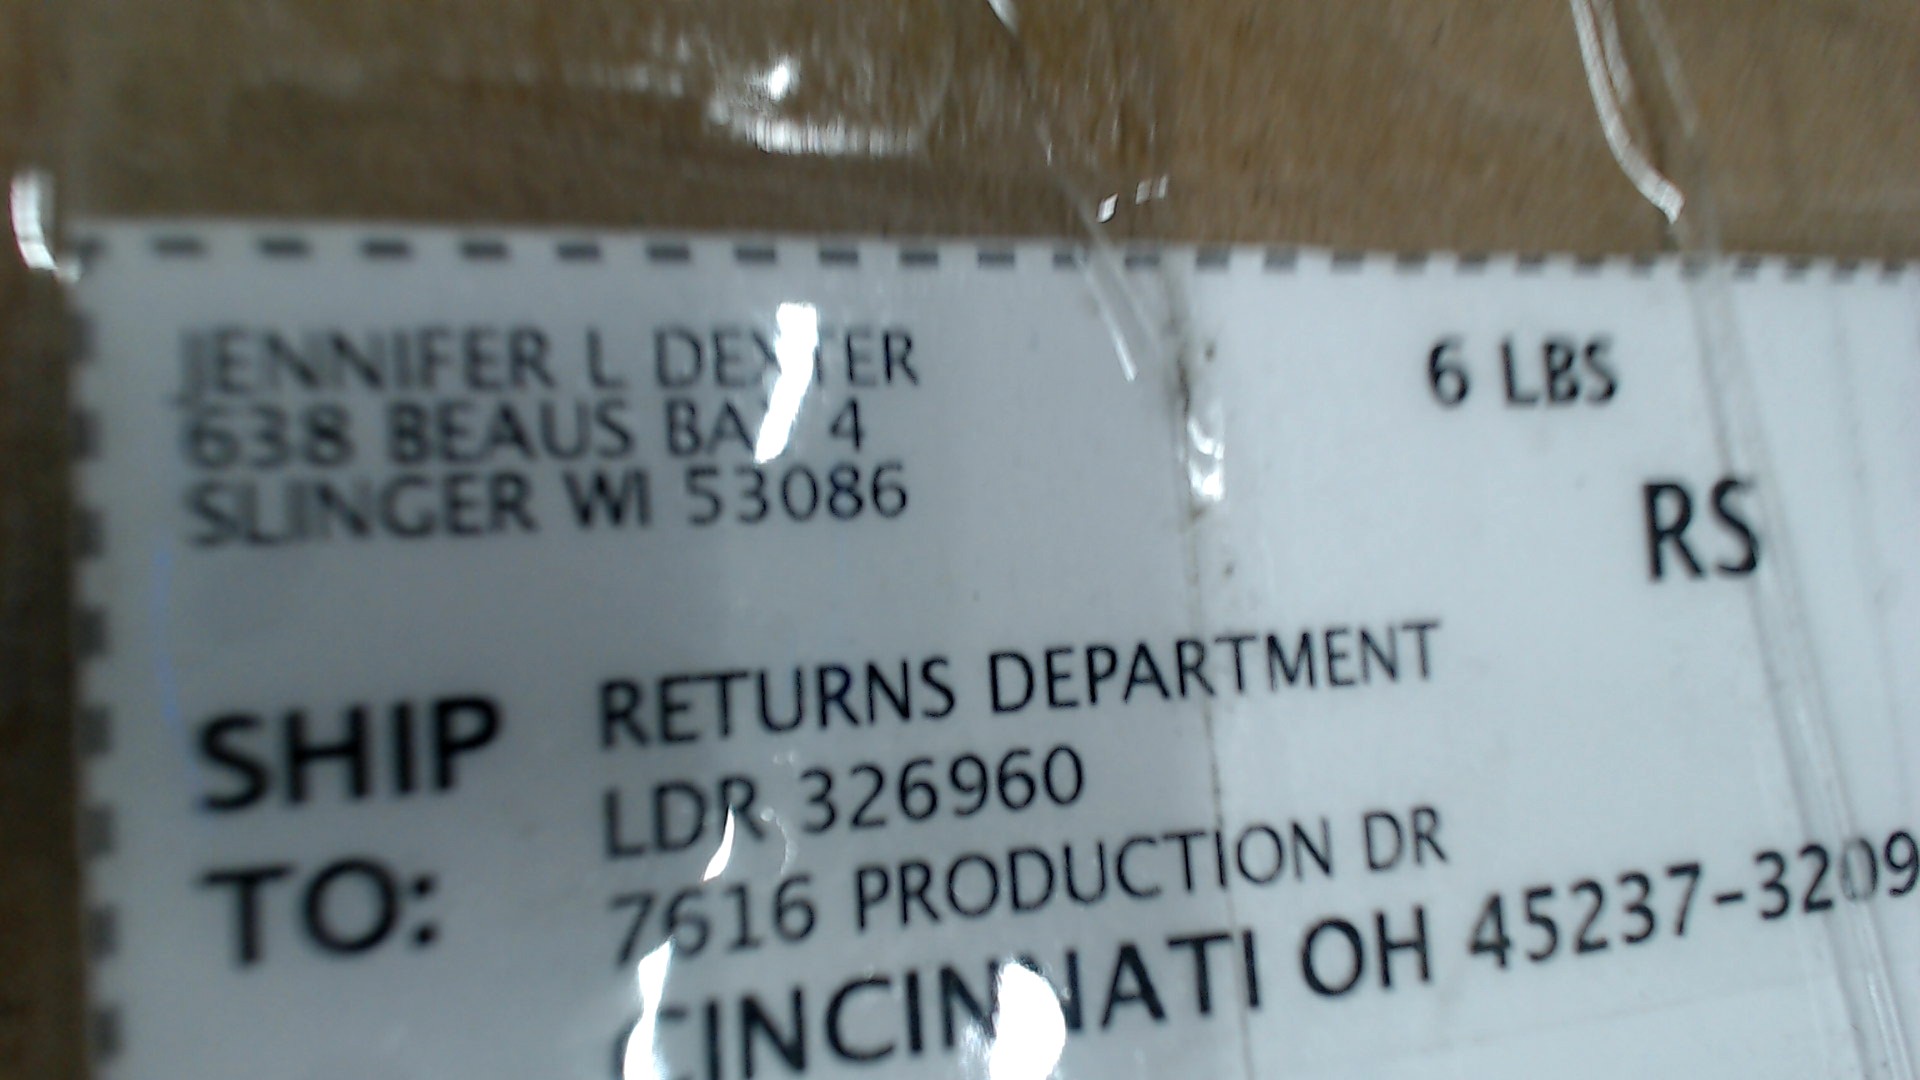 JENNIFER L DEXTER
638 BEAUS BAY 4
SLINGER WI 53086
6 LBS
RS
SHIP TO:
RETURNS DEPARTMENT
LDR 326960
7616 PRODUCTION DR
CINCINNATI OH 45237-3209